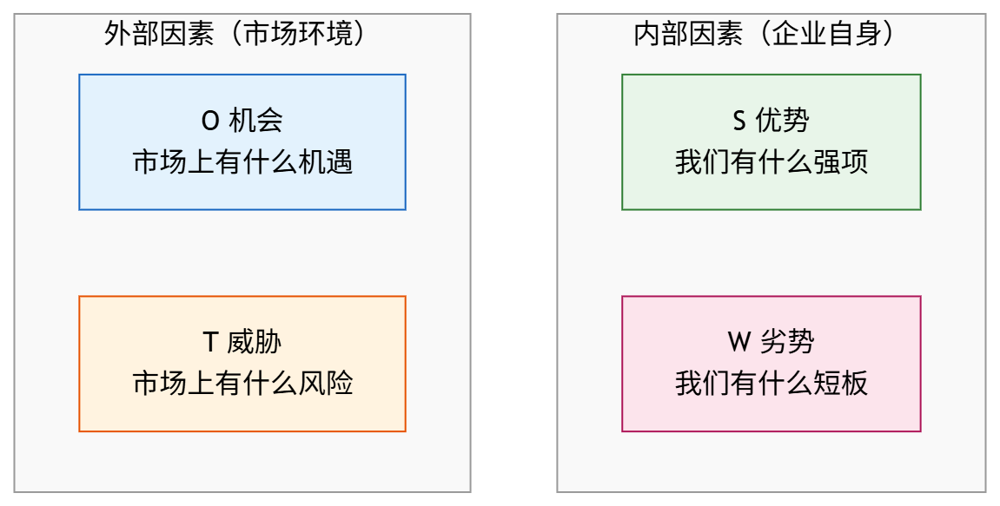 外部因素（市场环境）
O 机会
市场上有什么机遇
T 威胁
市场上有什么风险
内部因素（企业自身）
S 优势
我们有什么强项
W 劣势
我们有什么短板